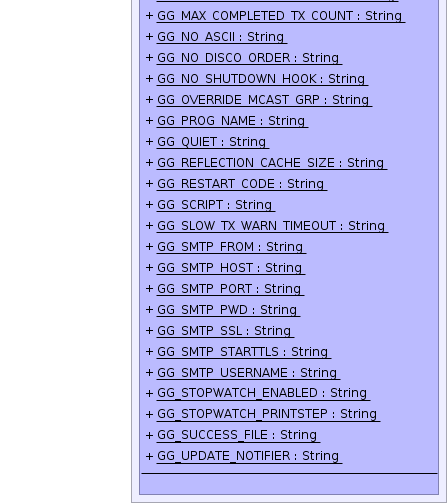 + GG_MAX_COMPLETED_TX_COUNT : String
+ GG_NO_ASCII : String
+ GG_NO_DISCO_ORDER : String
+ GG_NO_SHUTDOWN_HOOK : String
+ GG_OVERRIDE_MCAST_GRP : String
+ GG_PROG_NAME : String
+ GG_QUIET : String
+ GG_REFLECTION_CACHE_SIZE : String
+ GG_RESTART_CODE : String
+ GG_SCRIPT : String
+ GG_SLOW_TX_WARN_TIMEOUT : String
+ GG_SMTP_FROM : String
+ GG_SMTP_HOST : String
+ GG_SMTP_PORT : String
+ GG_SMTP_PWD : String
+ GG_SMTP_SSL : String
+ GG_SMTP_STARTTLS : String
+ GG_SMTP_USERNAME : String
+ GG_STOPWATCH_ENABLED : String
+ GG_STOPWATCH_PRINTSTEP : String
+ GG_SUCCESS_FILE : String
+ GG_UPDATE_NOTIFIER : String